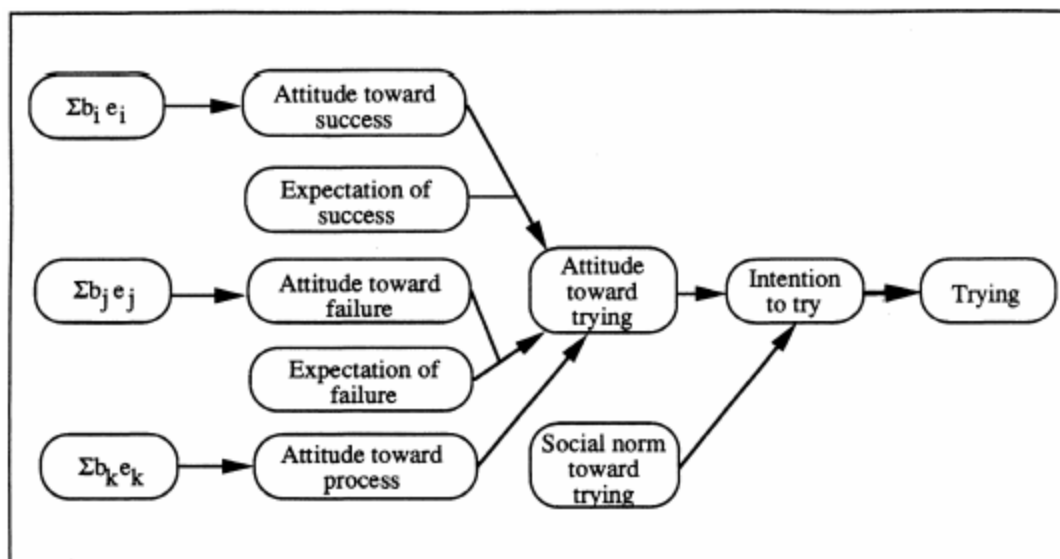 Σb_i e_i
Attitude toward
success
Expectation of
success
Σb_j e_j
Attitude toward
failure
Expectation of
failure
Σb_k e_k
Attitude toward
process
Attitude
toward
trying
Social norm
toward
trying
Intention
to try
Trying